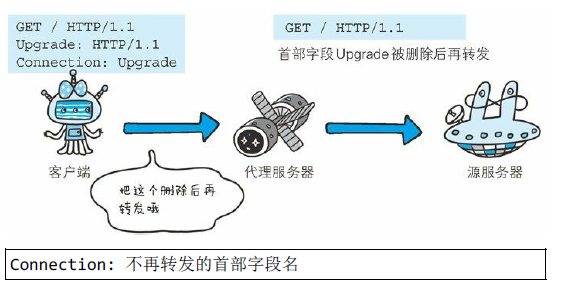 GET / HTTP/1.1
Upgrade: HTTP/1.1
Connection: Upgrade
GET / HTTP/1.1
首部字段Upgrade被删除后再转发
客户端
代理服务器
源服务器
把这个删除后再
转发哦
Connection: 不再转发的首部字段名